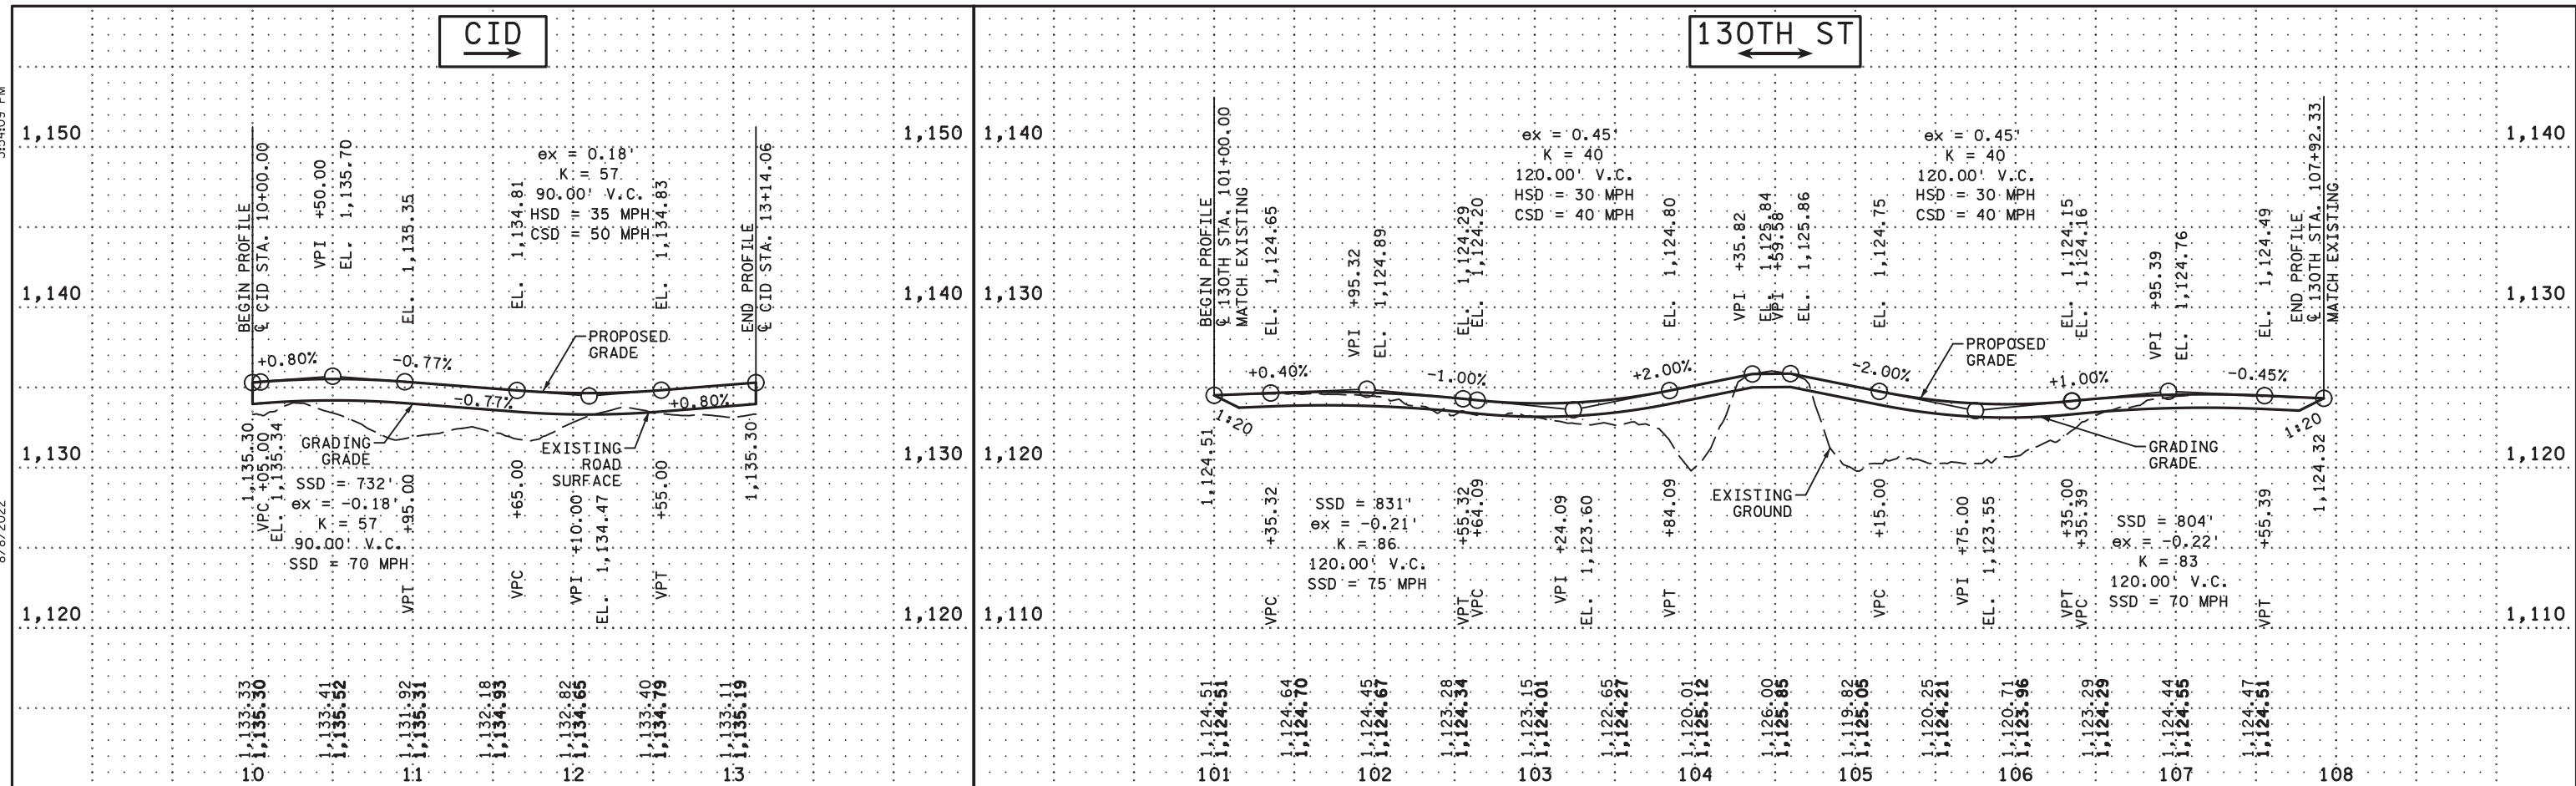 CID
130TH ST
1,150
1,140
1,130
1,120
1,150
1,140
1,130
1,120
1,140
1,130
1,120
1,110
1,140
1,130
1,120
1,110
BEGIN PROFILE
℄ CID STA. 10+00.00
VPI +50.00
EL. 1,135.70
EL. 1,135.35
EL. 1,134.81
ex = 0.18'
K = 57
90.00' V.C.
HSD = 35 MPH
CSD = 50 MPH
EL. 1,134.83
END PROFILE
℄ CID STA. 13+14.06
+0.80%
-0.77%
-0.77%
+0.80%
PROPOSED
GRADE
GRADING
GRADE
EXISTING
ROAD
SURFACE
1,135.30
VPC +05.00
EL. 1,135.34
SSD = 732'
ex = -0.18'
K = 57
90.00' V.C.
SSD = 70 MPH
VPT +95.00
VPC +65.00
VPI +10.00
EL. 1,134.47
VPT +55.00
1,135.30
1,133.33
1,135.30
1,133.41
1,135.52
1,131.92
1,135.31
1,132.18
1,134.93
1,132.82
1,134.65
1,133.40
1,134.79
1,133.11
1,135.19
10
11
12
13
BEGIN PROFILE
℄ 130TH STA. 101+00.00
MATCH EXISTING
EL. 1,124.65
VPI +95.32
EL. 1,124.89
EL. 1,124.29
EL. 1,124.20
ex = 0.45'
K = 40
120.00' V.C.
HSD = 30 MPH
CSD = 40 MPH
EL. 1,124.80
VPI +35.82
EL. 1,125.84
VPI +59.58
EL. 1,125.86
EL. 1,124.75
ex = 0.45'
K = 40
120.00' V.C.
HSD = 30 MPH
CSD = 40 MPH
EL. 1,124.15
EL. 1,124.16
VPI +95.39
EL. 1,124.76
EL. 1,124.49
END PROFILE
℄ 130TH STA. 107+92.33
MATCH EXISTING
+0.40%
-1.00%
+2.00%
-2.00%
+1.00%
-0.45%
1:20
1:20
PROPOSED
GRADE
GRADING
GRADE
EXISTING
GROUND
1,124.51
VPC +35.32
SSD = 831'
ex = -0.21'
K = 86
120.00' V.C.
SSD = 75 MPH
VPT +55.32
VPC +64.09
VPI +24.09
EL. 1,123.60
VPT +84.09
VPC +15.00
VPI +75.00
EL. 1,123.55
VPT +35.00
VPC +35.39
SSD = 804'
ex = -0.22'
K = 83
120.00' V.C.
SSD = 70 MPH
VPT +55.39
1,124.32
1,124.51
1,124.51
1,124.64
1,124.70
1,124.45
1,124.67
1,123.28
1,124.34
1,123.15
1,124.01
1,122.65
1,124.27
1,120.01
1,125.12
1,126.00
1,125.85
1,119.82
1,125.05
1,120.25
1,124.21
1,120.71
1,123.96
1,123.29
1,124.29
1,124.44
1,124.55
1,124.47
1,124.51
101
102
103
104
105
106
107
108